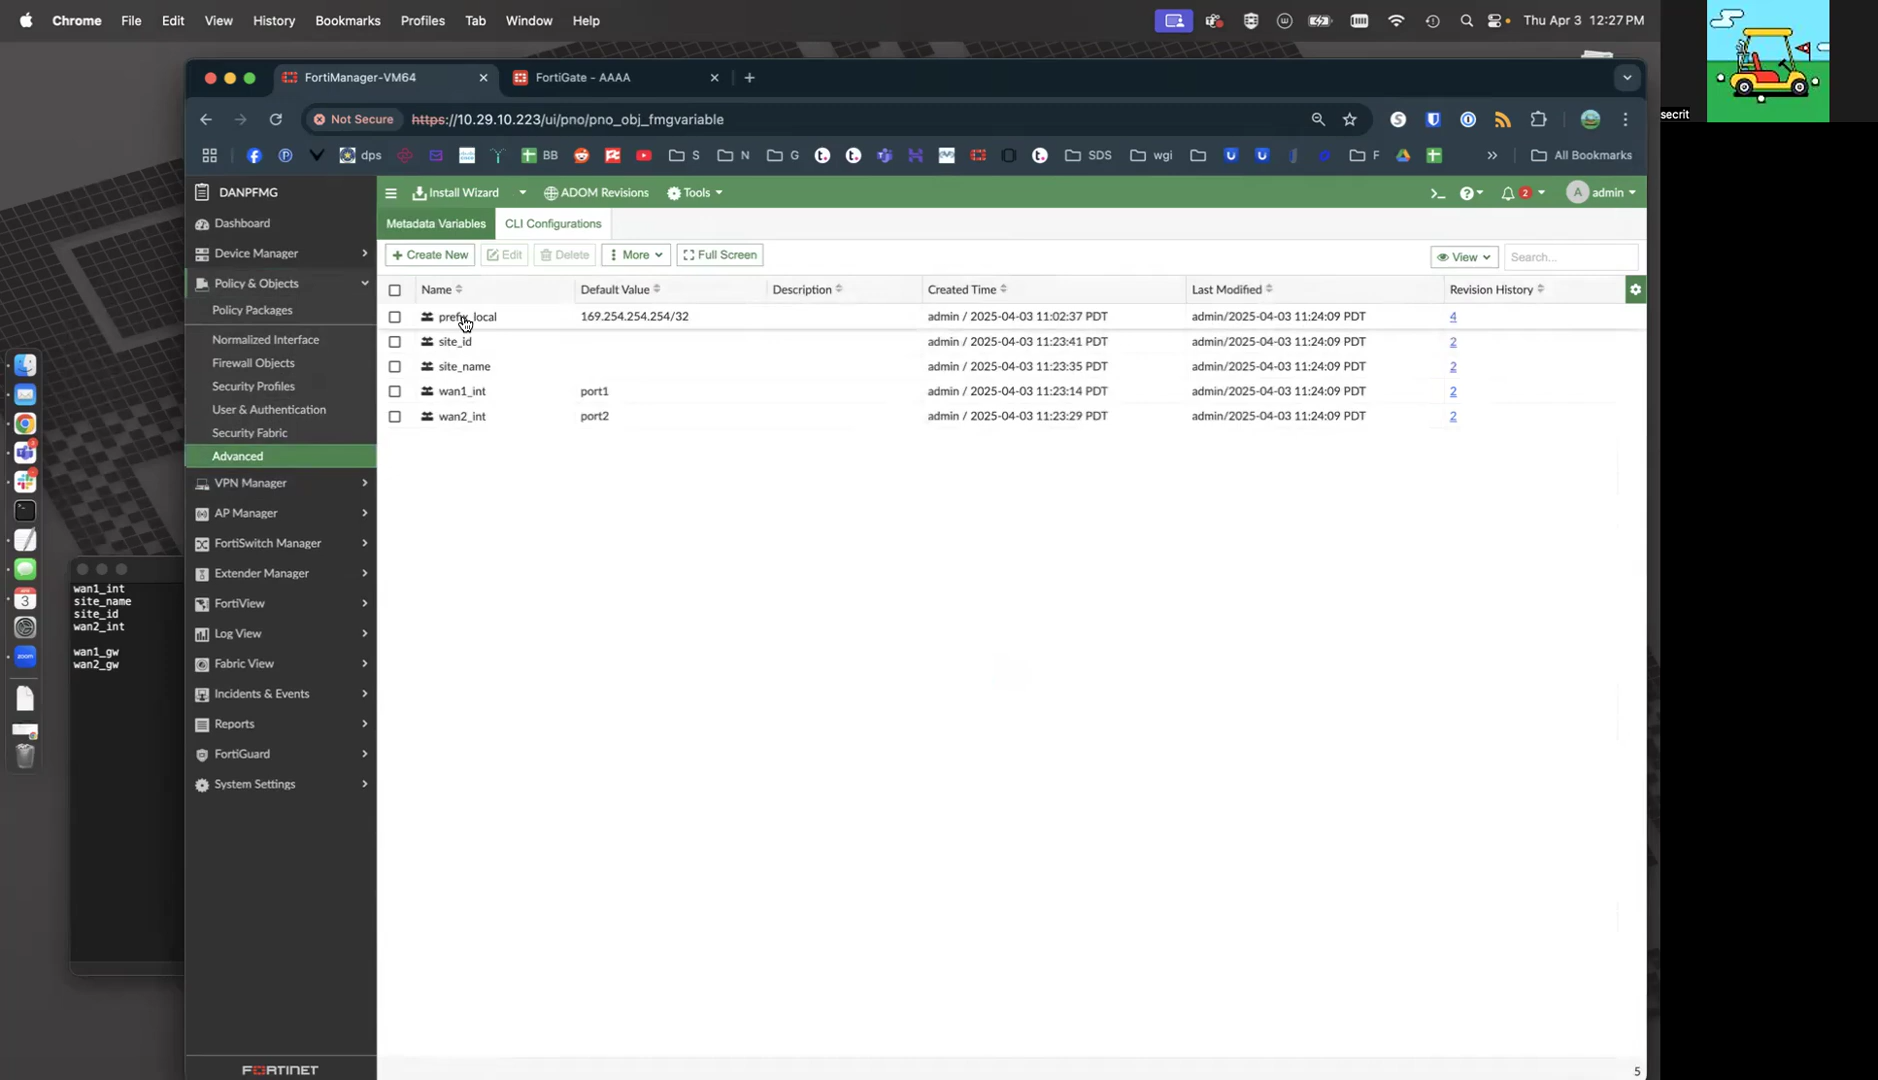 Chrome File Edit View History Bookmarks Profiles Tab Window Help
Thu Apr 3 12:27 PM
FortiManager-VM64
FortiGate - AAAA
Not Secure https://10.29.10.223/ui/pno/pno_obj_fmgvariable
dps BB S N G SDS wgi F » All Bookmarks
DANPFMG
Install Wizard ADOM Revisions Tools
2 A admin
Dashboard
Device Manager
Policy & Objects
Policy Packages
Normalized Interface
Firewall Objects
Security Profiles
User & Authentication
Security Fabric
Advanced
VPN Manager
AP Manager
FortiSwitch Manager
Extender Manager
FortiView
Log View
Fabric View
Incidents & Events
Reports
FortiGuard
System Settings
FORTINET
Metadata Variables CLI Configurations
+ Create New Edit Delete More Full Screen
View Search...
Name Default Value Description Created Time Last Modified Revision History
prefix_local 169.254.254.254/32 admin / 2025-04-03 11:02:37 PDT admin/2025-04-03 11:24:09 PDT 4
site_id admin / 2025-04-03 11:23:41 PDT admin/2025-04-03 11:24:09 PDT 2
site_name admin / 2025-04-03 11:23:35 PDT admin/2025-04-03 11:24:09 PDT 2
wan1_int port1 admin / 2025-04-03 11:23:14 PDT admin/2025-04-03 11:24:09 PDT 2
wan2_int port2 admin / 2025-04-03 11:23:29 PDT admin/2025-04-03 11:24:09 PDT 2
5
wan1_int
site_name
site_id
wan2_int
wan1_gw
wan2_gw
zoom
secrit